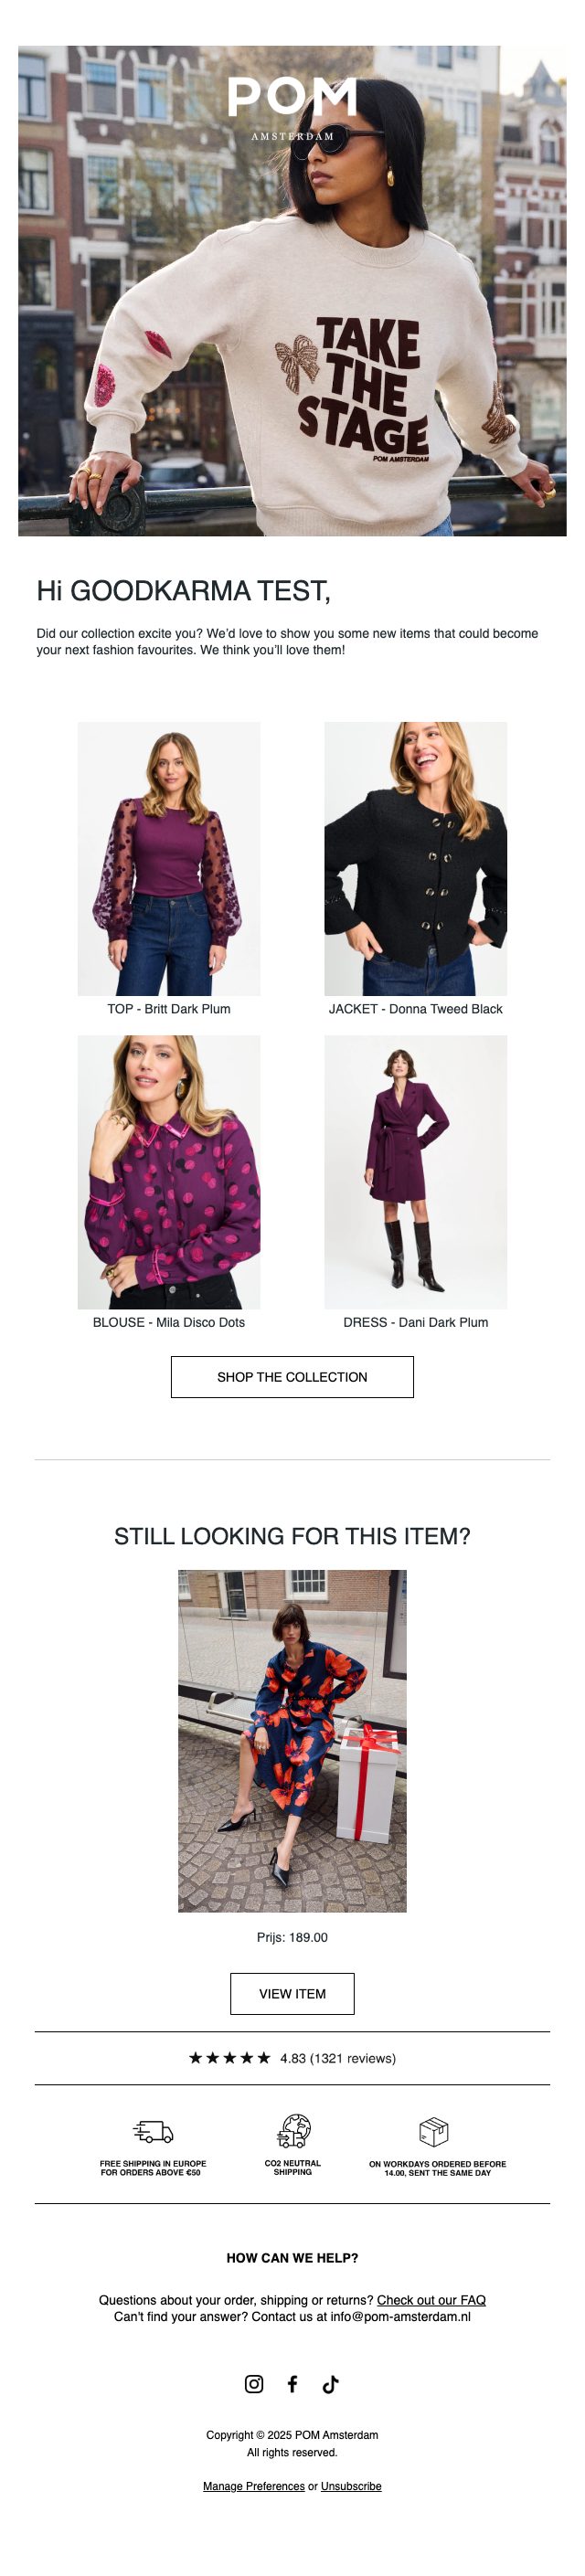 POM
AMSTERDAM
TAKE
THE
STAGE
POM AMSTERDAM
Hi GOODKARMA TEST,
Did our collection excite you? We'd love to show you some new items that could become
your next fashion favourites. We think you'll love them!
TOP - Britt Dark Plum
JACKET - Donna Tweed Black
BLOUSE - Mila Disco Dots
DRESS - Dani Dark Plum
SHOP THE COLLECTION
STILL LOOKING FOR THIS ITEM?
Prijs: 189.00
VIEW ITEM
4.83 (1321 reviews)
FREE SHIPPING IN EUROPE
FOR ORDERS ABOVE €50
CO2 NEUTRAL
SHIPPING
ON WORKDAYS ORDERED BEFORE
14.00, SENT THE SAME DAY
HOW CAN WE HELP?
Questions about your order, shipping or returns? Check out our FAQ
Can't find your answer? Contact us at info@pom-amsterdam.nl
Copyright © 2025 POM Amsterdam
All rights reserved.
Manage Preferences or Unsubscribe